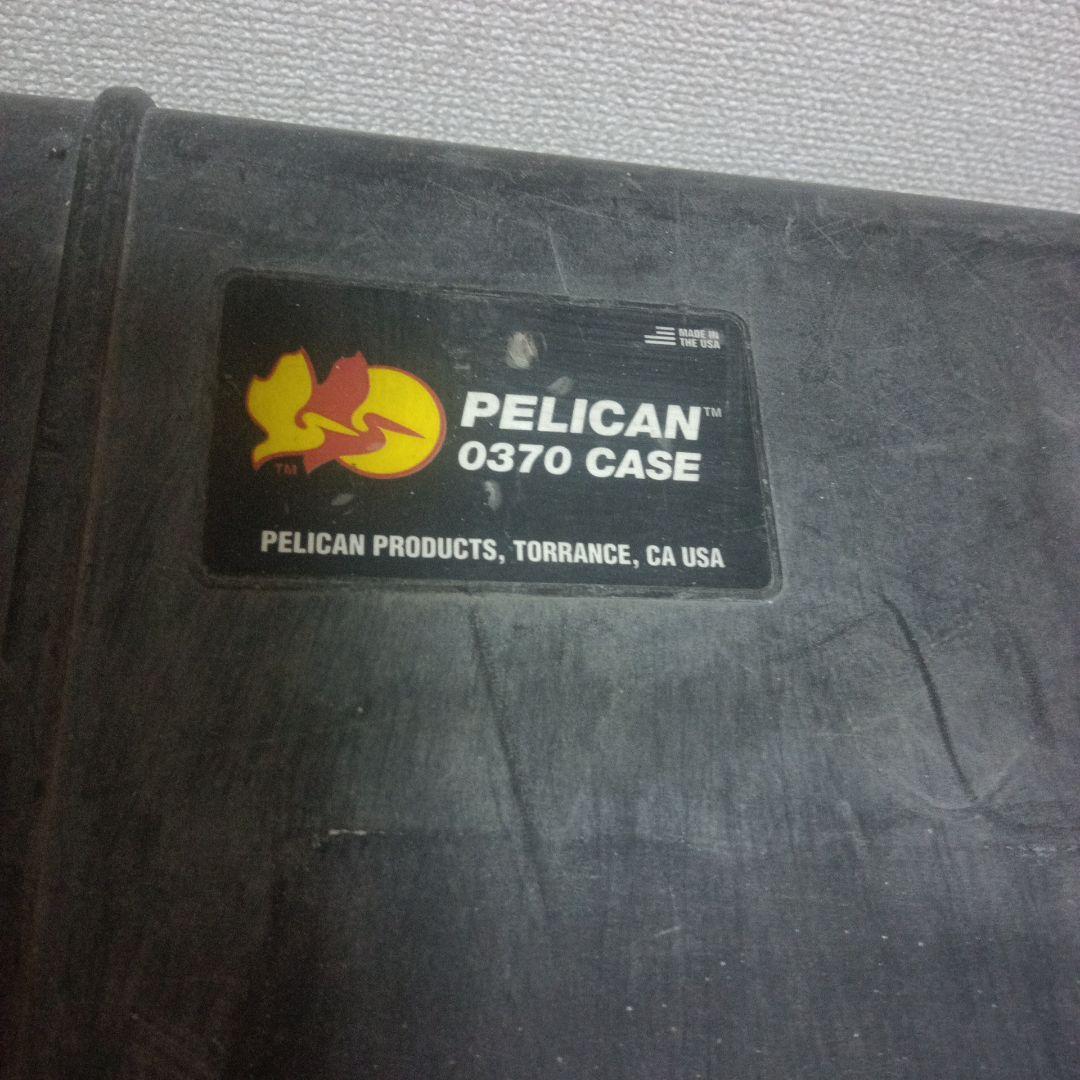 MADE IN
THE USA
PELICAN™
0370 CASE
TM
PELICAN PRODUCTS, TORRANCE, CA USA